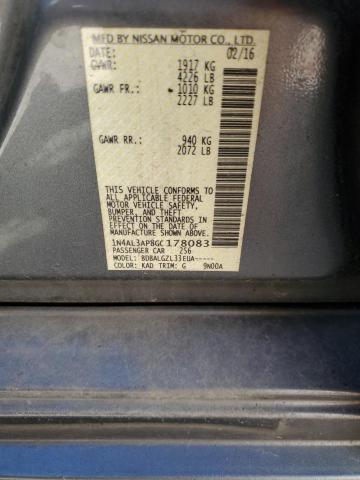 MFD BY NISSAN MOTOR CO., LTD.
DATE: 02/16
GVWR: 1917 KG
4226 LB
GAWR FR.: 1010 KG
2227 LB
GAWR RR.: 940 KG
2072 LB
THIS VEHICLE CONFORMS TO
ALL APPLICABLE FEDERAL
MOTOR VEHICLE SAFETY,
BUMPER, AND THEFT
PREVENTION STANDARDS IN
EFFECT ON THE DATE OF
MANUFACTURE SHOWN ABOVE.
1N4AL3AP8GC178083
PASSENGER CAR 256
MODEL: BDBALGZL33EUA-----
COLOR: KAD TRIM: G 9N00A